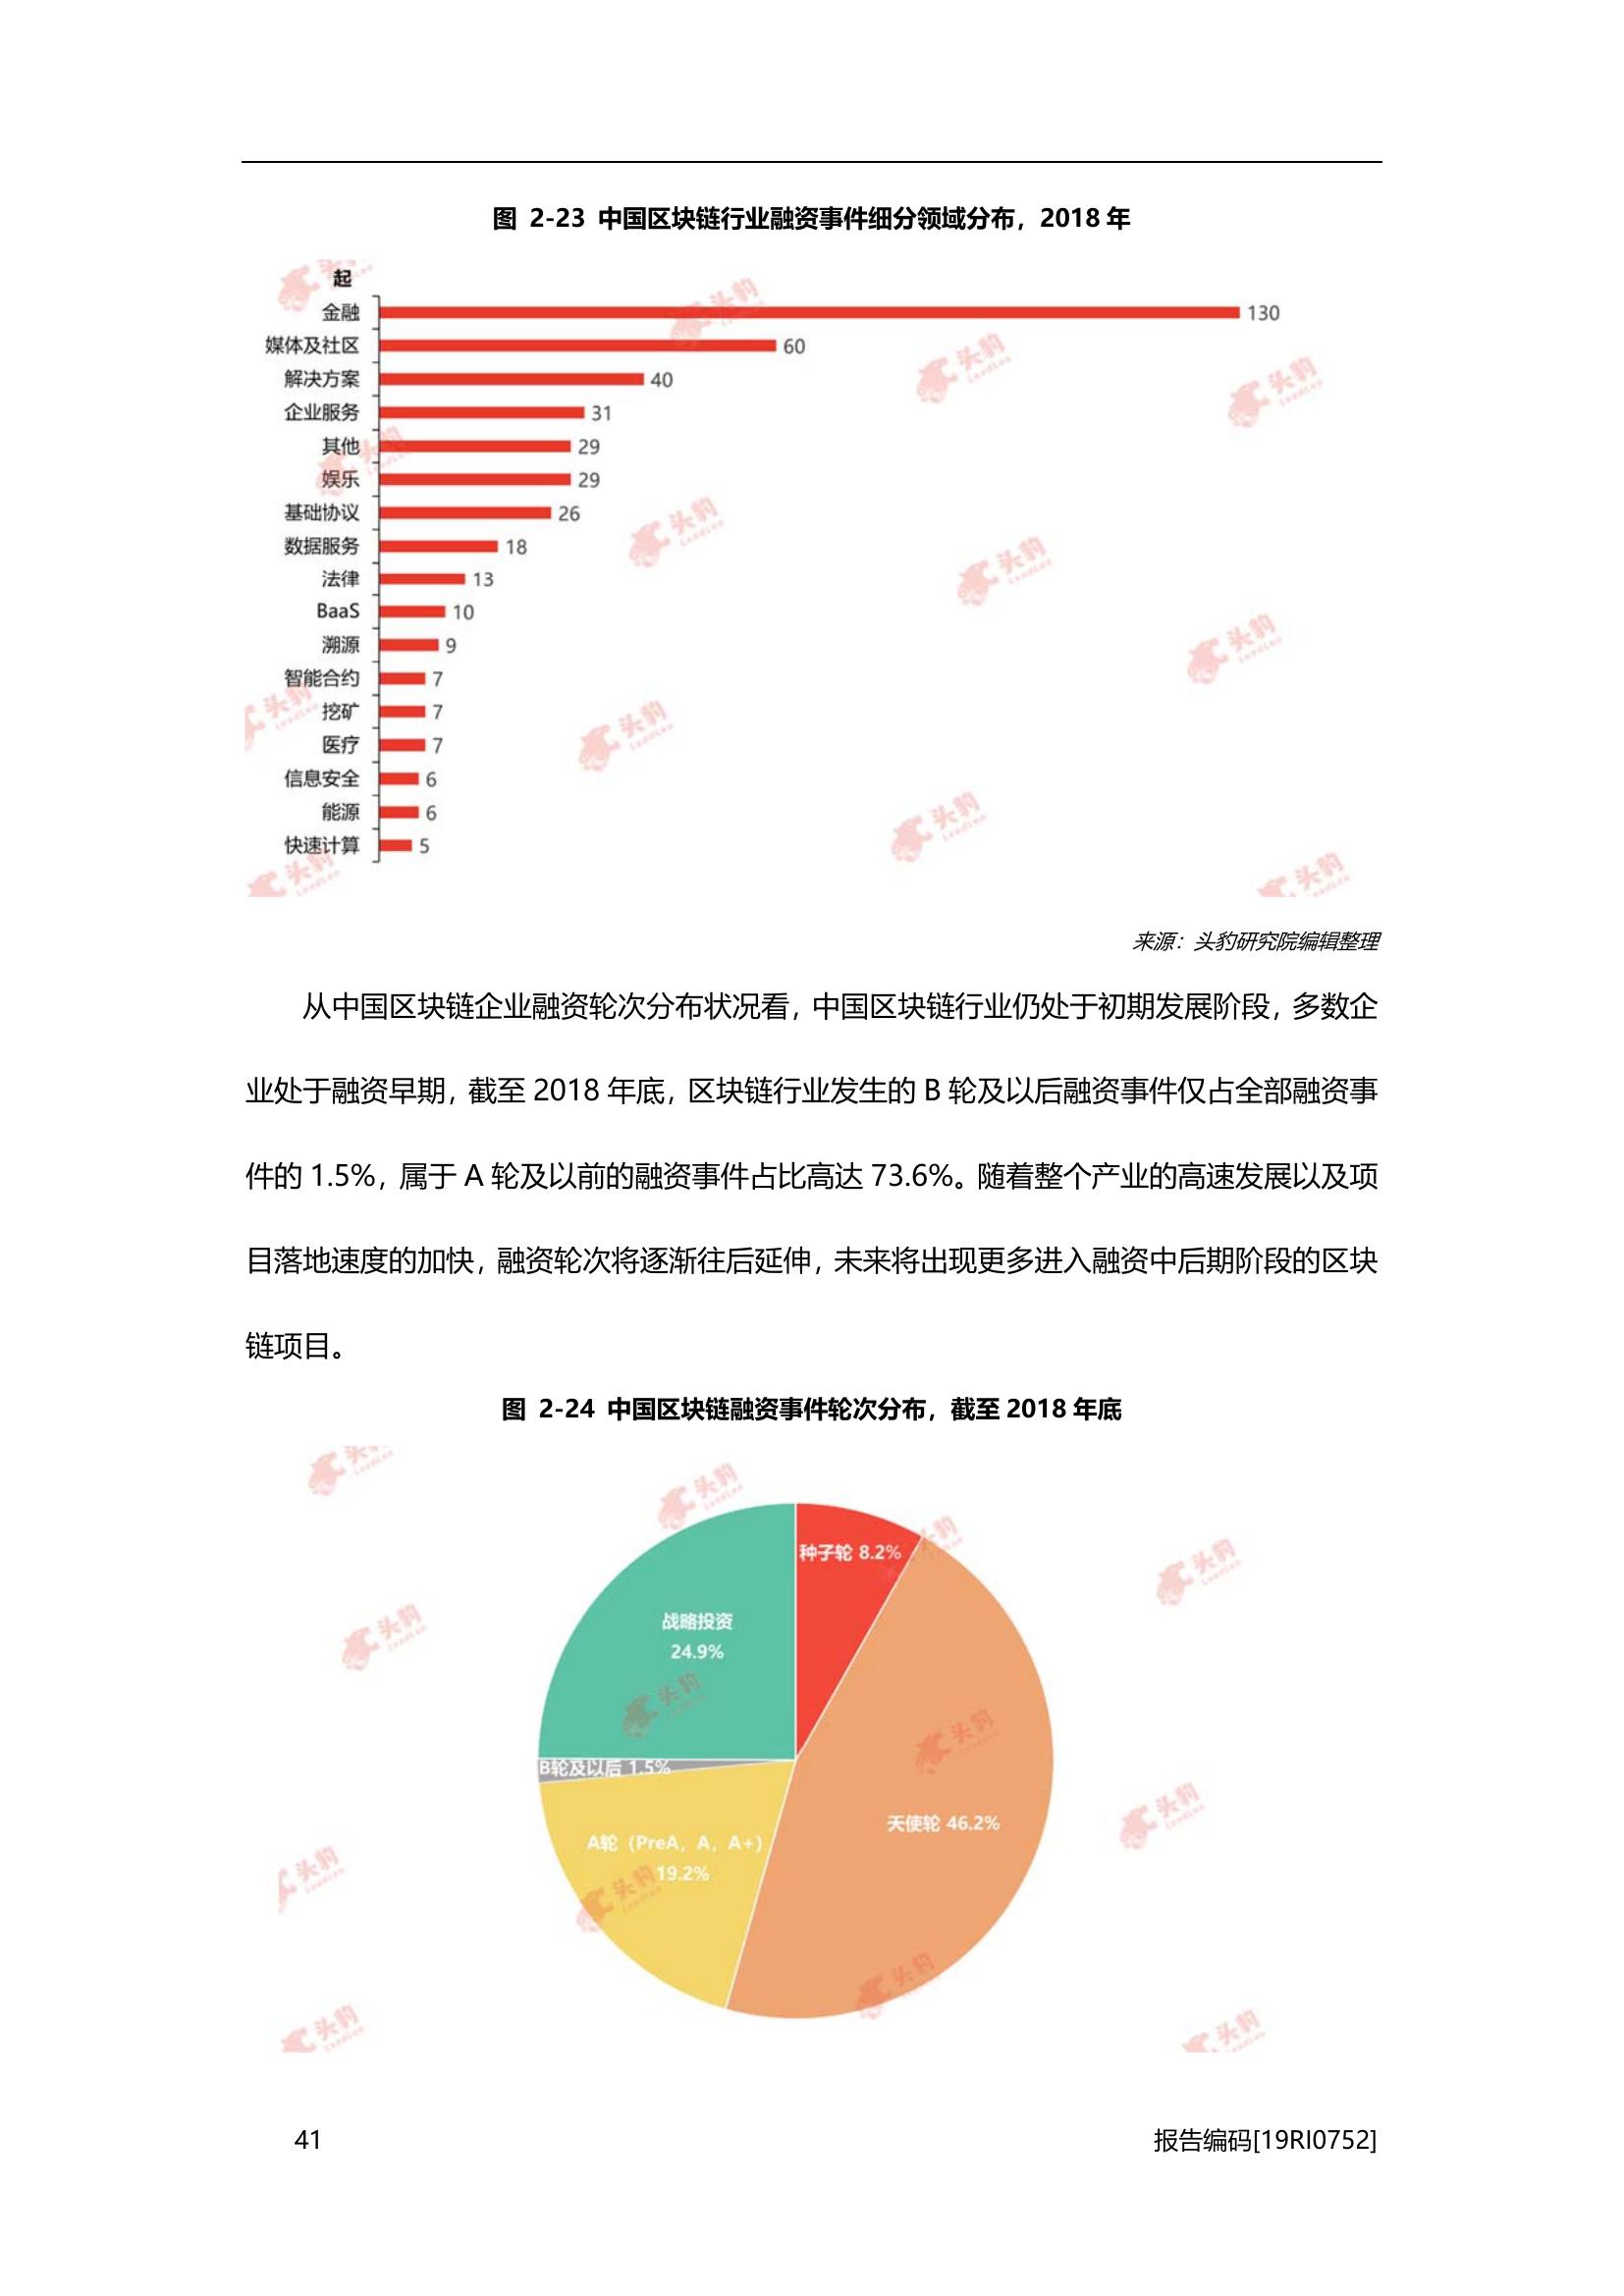 图 2-23 中国区块链行业融资事件细分领域分布，2018 年
起
金融 130
媒体及社区 60
解决方案 40
企业服务 31
其他 29
娱乐 29
基础协议 26
数据服务 18
法律 13
BaaS 10
溯源 9
智能合约 7
挖矿 7
医疗 7
信息安全 6
能源 6
快速计算 5
头豹
LeadLeo
来源：头豹研究院编辑整理
从中国区块链企业融资轮次分布状况看，中国区块链行业仍处于初期发展阶段，多数企
业处于融资早期，截至 2018 年底，区块链行业发生的 B 轮及以后融资事件仅占全部融资事
件的 1.5%，属于 A 轮及以前的融资事件占比高达 73.6%。随着整个产业的高速发展以及项
目落地速度的加快，融资轮次将逐渐往后延伸，未来将出现更多进入融资中后期阶段的区块
链项目。
图 2-24 中国区块链融资事件轮次分布，截至 2018 年底
种子轮 8.2%
战略投资
24.9%
B轮及以后 1.5%
天使轮 46.2%
A轮（PreA，A，A+）
19.2%
41 报告编码[19RI0752]